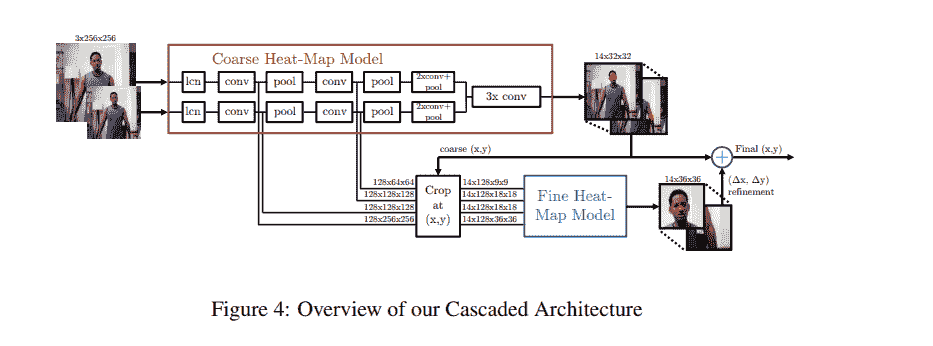 3x256x256
Coarse Heat-Map Model
lcn conv pool conv pool 2xconv+ pool
lcn conv pool conv pool 2xconv+ pool
3x conv
14x32x32
coarse (x,y)
Final (x,y)
(Δx, Δy)
refinement
128x64x64
128x128x128
128x128x128
128x256x256
Crop
at
(x,y)
14x128x9x9
14x128x18x18
14x128x18x18
14x128x36x36
Fine Heat-
Map Model
14x36x36
Figure 4: Overview of our Cascaded Architecture